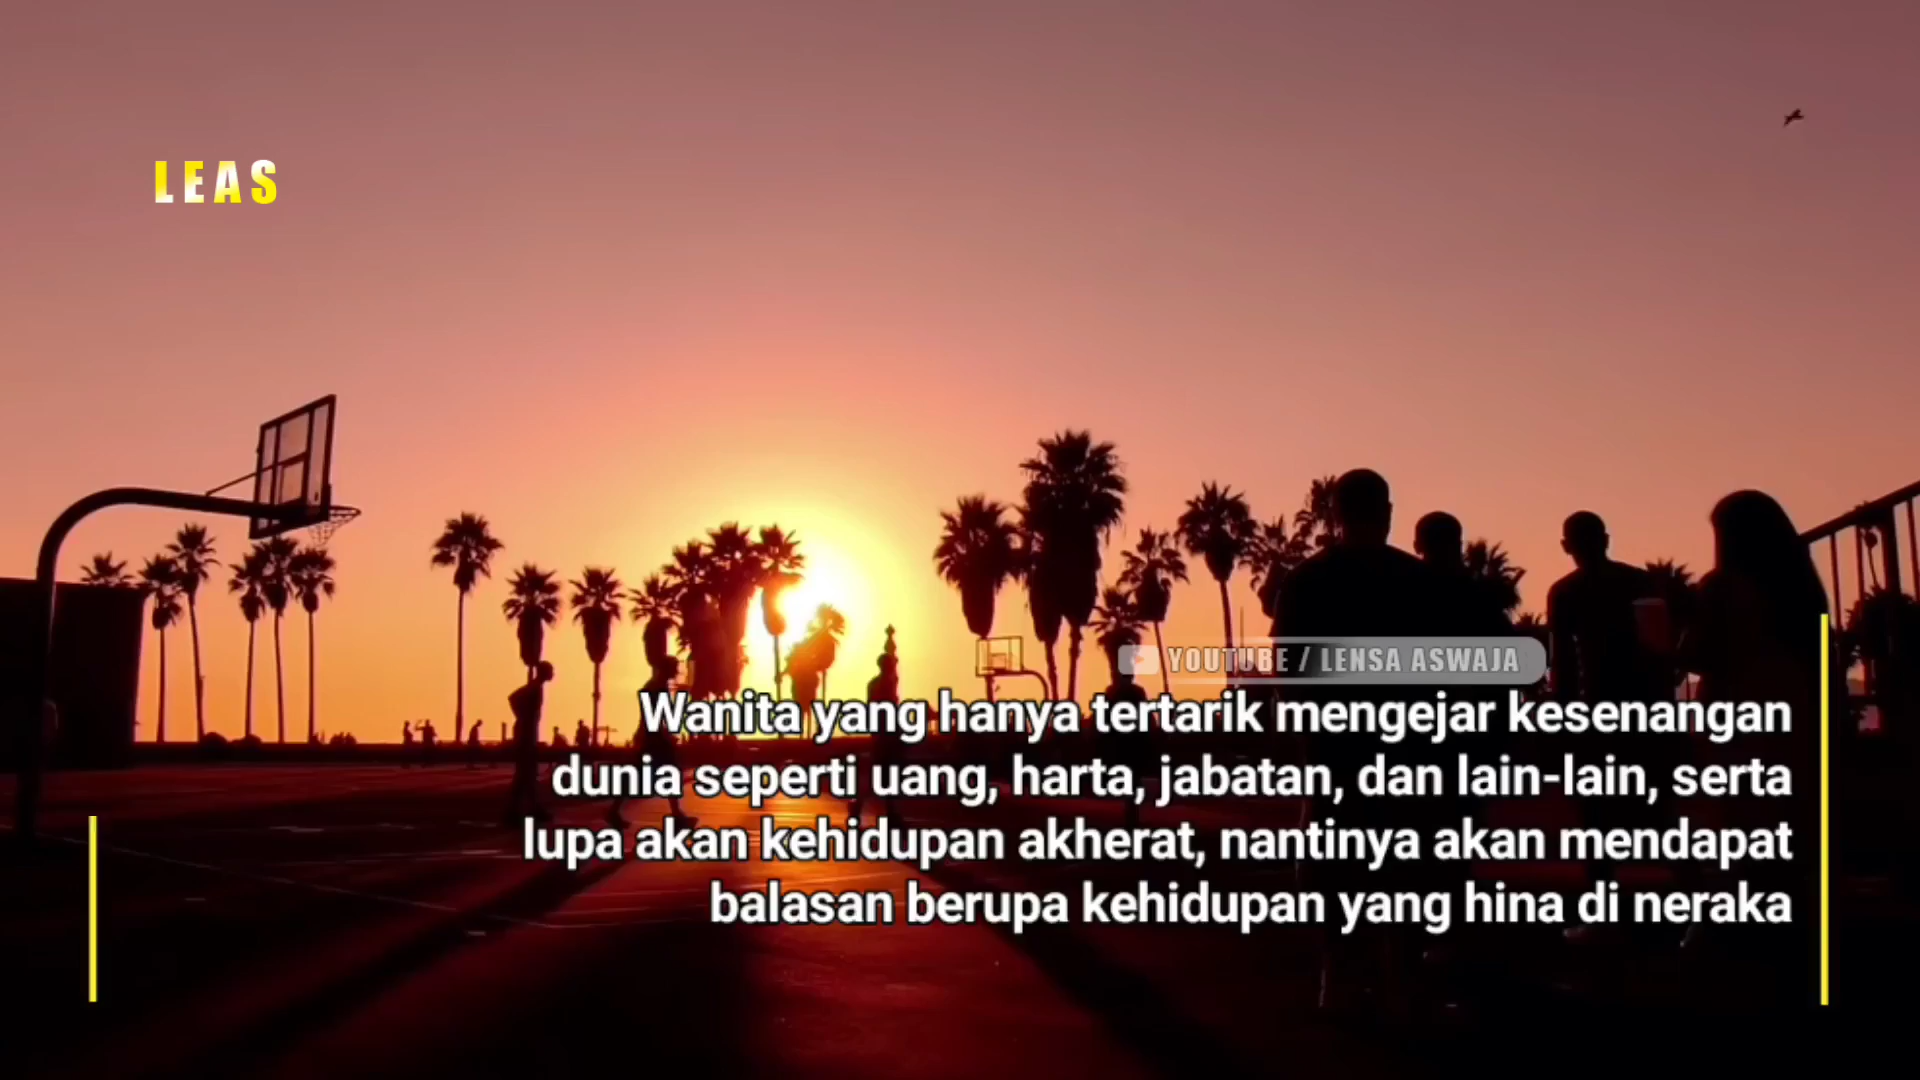 LEAS
YOUTUBE / LENSA ASWAJA
Wanita yang hanya tertarik mengejar kesenangan
dunia seperti uang, harta, jabatan, dan lain-lain, serta
lupa akan kehidupan akherat, nantinya akan mendapat
balasan berupa kehidupan yang hina di neraka